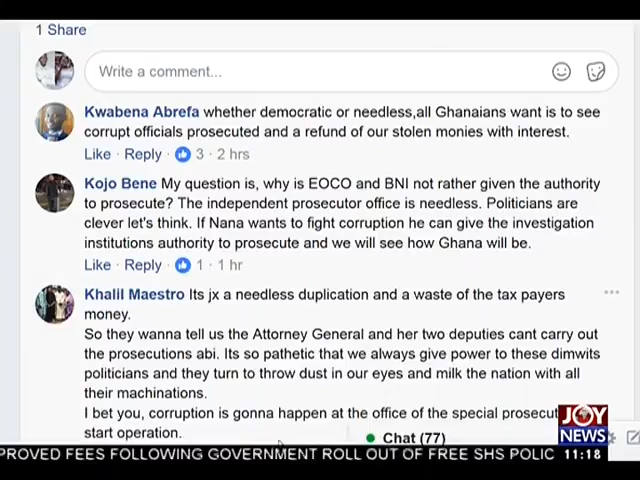 1 Share
Write a comment...
Kwabena Abrefa whether democratic or needless,all Ghanaians want is to see
corrupt officials prosecuted and a refund of our stolen monies with interest.
Like · Reply · 3 · 2 hrs
Kojo Bene My question is, why is EOCO and BNI not rather given the authority
to prosecute? The independent prosecutor office is needless. Politicians are
clever let's think. If Nana wants to fight corruption he can give the investigation
institutions authority to prosecute and we will see how Ghana will be.
Like · Reply · 1 · 1 hr
Khalil Maestro Its jx a needless duplication and a waste of the tax payers
money.
So they wanna tell us the Attorney General and her two deputies cant carry out
the prosecutions abi. Its so pathetic that we always give power to these dimwits
politicians and they turn to throw dust in our eyes and milk the nation with all
their machinations.
I bet you, corruption is gonna happen at the office of the special prosecut
start operation.
Chat (77)
JOY
NEWS
PROVED FEES FOLLOWING GOVERNMENT ROLL OUT OF FREE SHS POLIC
11:18